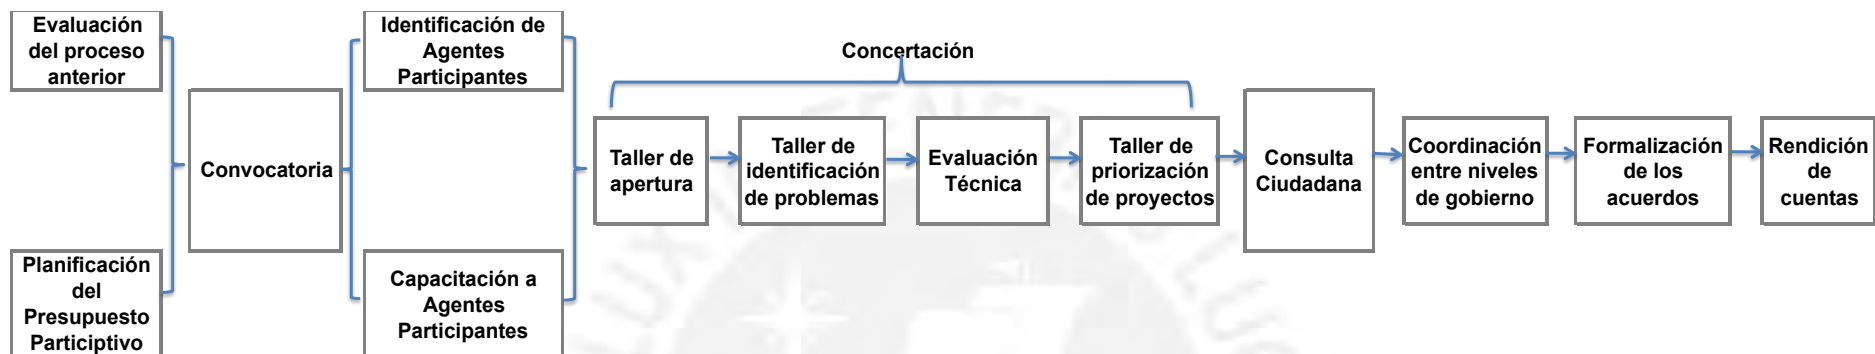 Evaluación
del proceso
anterior
Planificación
del
Presupuesto
Participtivo
Convocatoria
Identificación de
Agentes
Participantes
Capacitación a
Agentes
Participantes
Concertación
Taller de
apertura
Taller de
identificación
de problemas
Evaluación
Técnica
Taller de
priorización
de proyectos
Consulta
Ciudadana
Coordinación
entre niveles
de gobierno
Formalización
de los
acuerdos
Rendición
de
cuentas